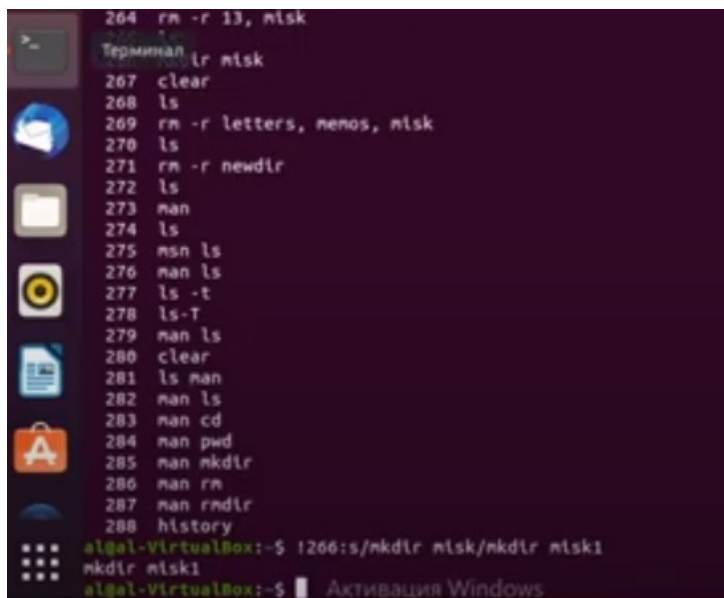 264 rm -r 13, misk
Терминал
ir misk
267 clear
268 ls
269 rm -r letters, memos, misk
270 ls
271 rm -r newdir
272 ls
273 man
274 ls
275 msn ls
276 man ls
277 ls -t
278 ls-T
279 man ls
280 clear
281 ls man
282 man ls
283 man cd
284 man pwd
285 man mkdir
286 man rm
287 man rmdir
288 history
al@al-VirtualBox:~$ !266:s/mkdir misk/mkdir misk1
mkdir misk1
al@al-VirtualBox:~$
Активация Windows